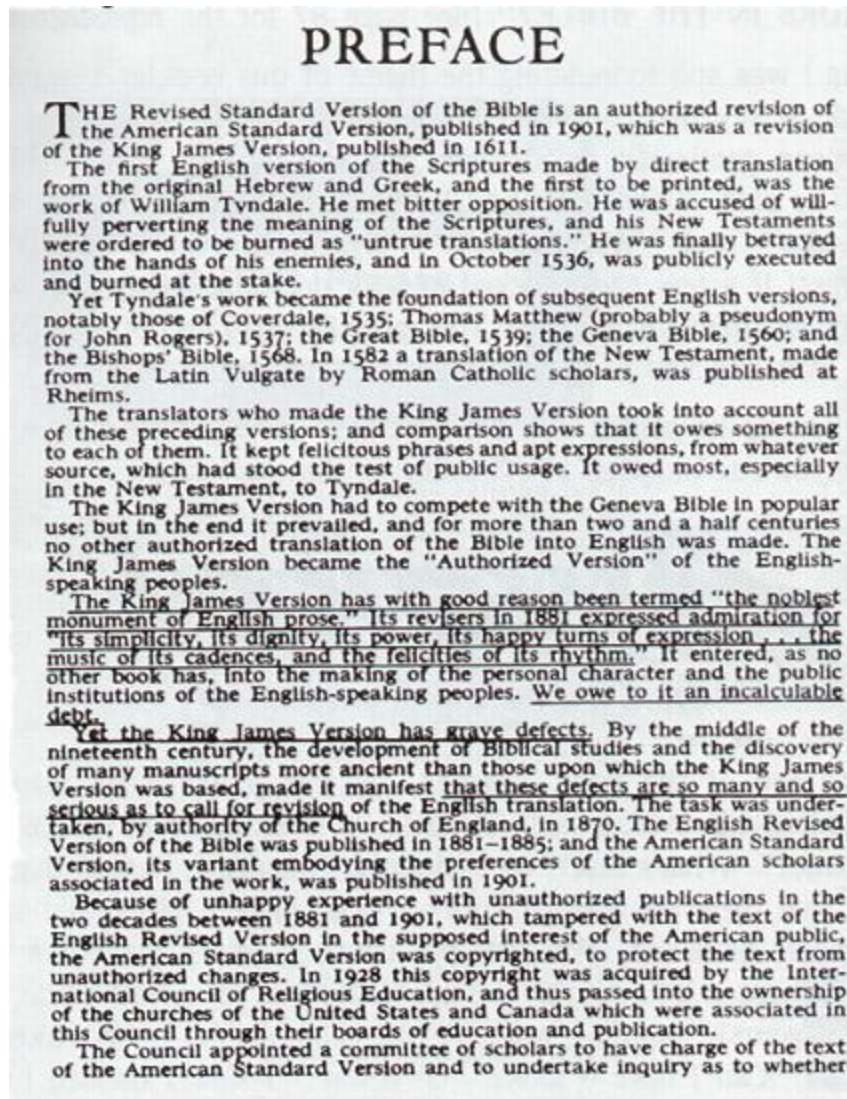 PREFACE
THE Revised Standard Version of the Bible is an authorized revision of
the American Standard Version, published in 1901, which was a revision
of the King James Version, published in 1611.
The first English version of the Scriptures made by direct translation
from the original Hebrew and Greek, and the first to be printed, was the
work of William Tyndale. He met bitter opposition. He was accused of will-
fully perverting the meaning of the Scriptures, and his New Testaments
were ordered to be burned as "untrue translations." He was finally betrayed
into the hands of his enemies, and in October 1536, was publicly executed
and burned at the stake.
Yet Tyndale's work became the foundation of subsequent English versions,
notably those of Coverdale, 1535; Thomas Matthew (probably a pseudonym
for John Rogers), 1537; the Great Bible, 1539; the Geneva Bible, 1560; and
the Bishops' Bible, 1568. In 1582 a translation of the New Testament, made
from the Latin Vulgate by Roman Catholic scholars, was published at
Rheims.
The translators who made the King James Version took into account all
of these preceding versions; and comparison shows that it owes something
to each of them. It kept felicitous phrases and apt expressions, from whatever
source, which had stood the test of public usage. It owed most, especially
in the New Testament, to Tyndale.
The King James Version had to compete with the Geneva Bible in popular
use; but in the end it prevailed, and for more than two and a half centuries
no other authorized translation of the Bible into English was made. The
King James Version became the "Authorized Version" of the English-
speaking peoples.
The King James Version has with good reason been termed "the noblest
monument of English prose." Its revisers in 1881 expressed admiration for
"its simplicity, its dignity, its power, its happy turns of expression . . . the
music of its cadences, and the felicities of its rhythm." It entered, as no
other book has, into the making of the personal character and the public
institutions of the English-speaking peoples. We owe to it an incalculable
debt.
Yet the King James Version has grave defects. By the middle of the
nineteenth century, the development of Biblical studies and the discovery
of many manuscripts more ancient than those upon which the King James
Version was based, made it manifest that these defects are so many and so
serious as to call for revision of the English translation. The task was under-
taken, by authority of the Church of England, in 1870. The English Revised
Version of the Bible was published in 1881–1885; and the American Standard
Version, its variant embodying the preferences of the American scholars
associated in the work, was published in 1901.
Because of unhappy experience with unauthorized publications in the
two decades between 1881 and 1901, which tampered with the text of the
English Revised Version in the supposed interest of the American public,
the American Standard Version was copyrighted, to protect the text from
unauthorized changes. In 1928 this copyright was acquired by the Inter-
national Council of Religious Education, and thus passed into the ownership
of the churches of the United States and Canada which were associated in
this Council through their boards of education and publication.
The Council appointed a committee of scholars to have charge of the text
of the American Standard Version and to undertake inquiry as to whether